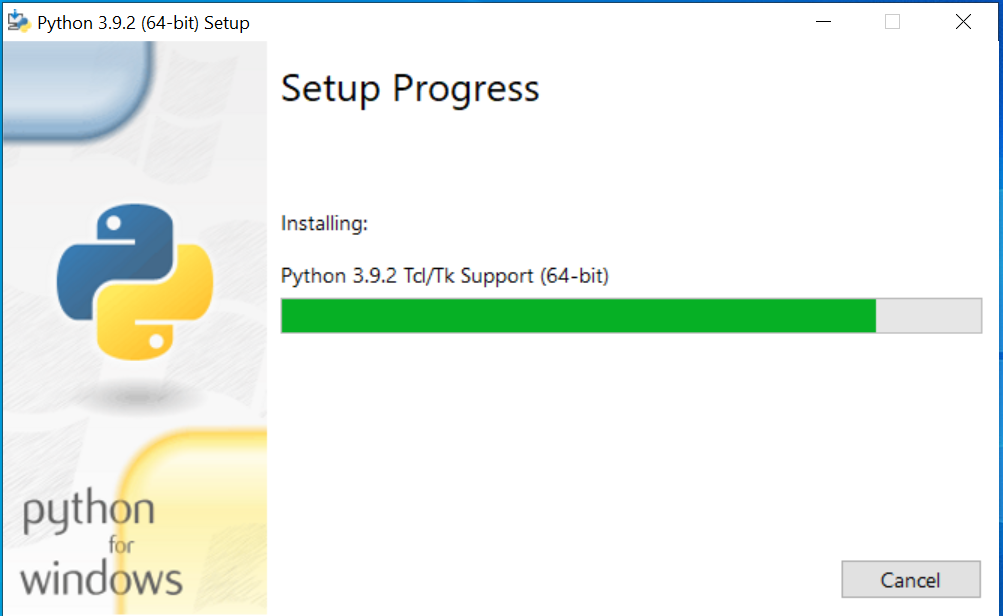 Python 3.9.2 (64-bit) Setup
Setup Progress
Installing:
Python 3.9.2 Tcl/Tk Support (64-bit)
python
for
windows
Cancel